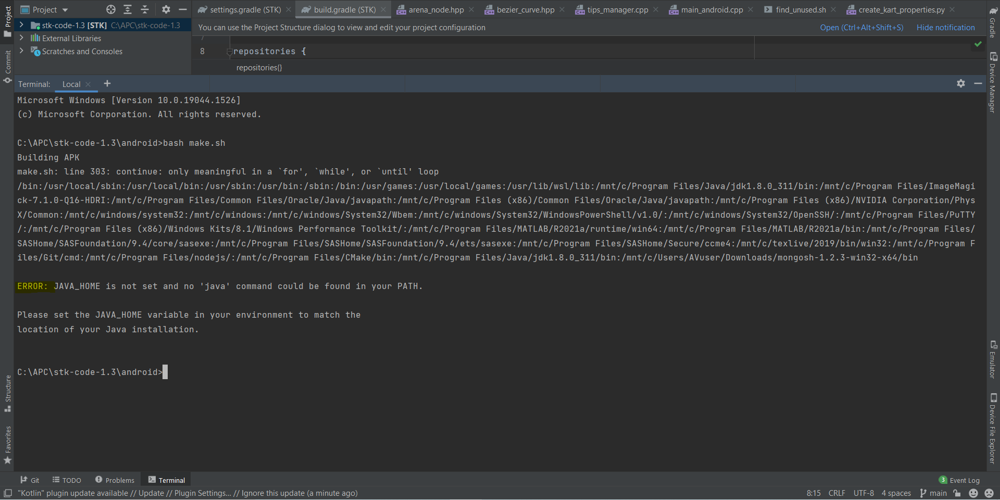 Project
settings.gradle (STK)
build.gradle (STK)
arena_node.hpp
bezier_curve.hpp
tips_manager.cpp
main_android.cpp
find_unused.sh
create_kart_properties.py
Project
Commit
Structure
Favorites
stk-code-1.3 [STK] C:\APC\stk-code-1.3
External Libraries
Scratches and Consoles
You can use the Project Structure dialog to view and edit your project configuration
Open (Ctrl+Alt+Shift+S)
Hide notification
7
8 repositories {
repositories{}
Terminal: Local
Microsoft Windows [Version 10.0.19044.1526]
(c) Microsoft Corporation. All rights reserved.
C:\APC\stk-code-1.3\android>bash make.sh
Building APK
make.sh: line 303: continue: only meaningful in a `for', `while', or `until' loop
/bin:/usr/local/sbin:/usr/local/bin:/usr/sbin:/usr/bin:/sbin:/bin:/usr/games:/usr/local/games:/usr/lib/wsl/lib:/mnt/c/Program Files/Java/jdk1.8.0_311/bin:/mnt/c/Program Files/ImageMagi
ck-7.1.0-Q16-HDRI:/mnt/c/Program Files/Common Files/Oracle/Java/javapath:/mnt/c/Program Files (x86)/Common Files/Oracle/Java/javapath:/mnt/c/Program Files (x86)/NVIDIA Corporation/Phys
X/Common:/mnt/c/windows/system32:/mnt/c/windows:/mnt/c/windows/System32/Wbem:/mnt/c/windows/System32/WindowsPowerShell/v1.0/:/mnt/c/windows/System32/OpenSSH/:/mnt/c/Program Files/PuTTY
/:/mnt/c/Program Files (x86)/Windows Kits/8.1/Windows Performance Toolkit/:/mnt/c/Program Files/MATLAB/R2021a/runtime/win64:/mnt/c/Program Files/MATLAB/R2021a/bin:/mnt/c/Program Files/
SASHome/SASFoundation/9.4/core/sasexe:/mnt/c/Program Files/SASHome/SASFoundation/9.4/ets/sasexe:/mnt/c/Program Files/SASHome/Secure/ccme4:/mnt/c/texlive/2019/bin/win32:/mnt/c/Program F
iles/Git/cmd:/mnt/c/Program Files/nodejs/:/mnt/c/Program Files/CMake/bin:/mnt/c/Program Files/Java/jdk1.8.0_311/bin:/mnt/c/Users/AVuser/Downloads/mongosh-1.2.3-win32-x64/bin
ERROR: JAVA_HOME is not set and no 'java' command could be found in your PATH.
Please set the JAVA_HOME variable in your environment to match the
location of your Java installation.
C:\APC\stk-code-1.3\android>
Gradle
Device Manager
Emulator
Device File Explorer
Git
TODO
Problems
Terminal
3 Event Log
"Kotlin" plugin update available // Update // Plugin Settings... // Ignore this update (a minute ago)
8:15 CRLF UTF-8 4 spaces main